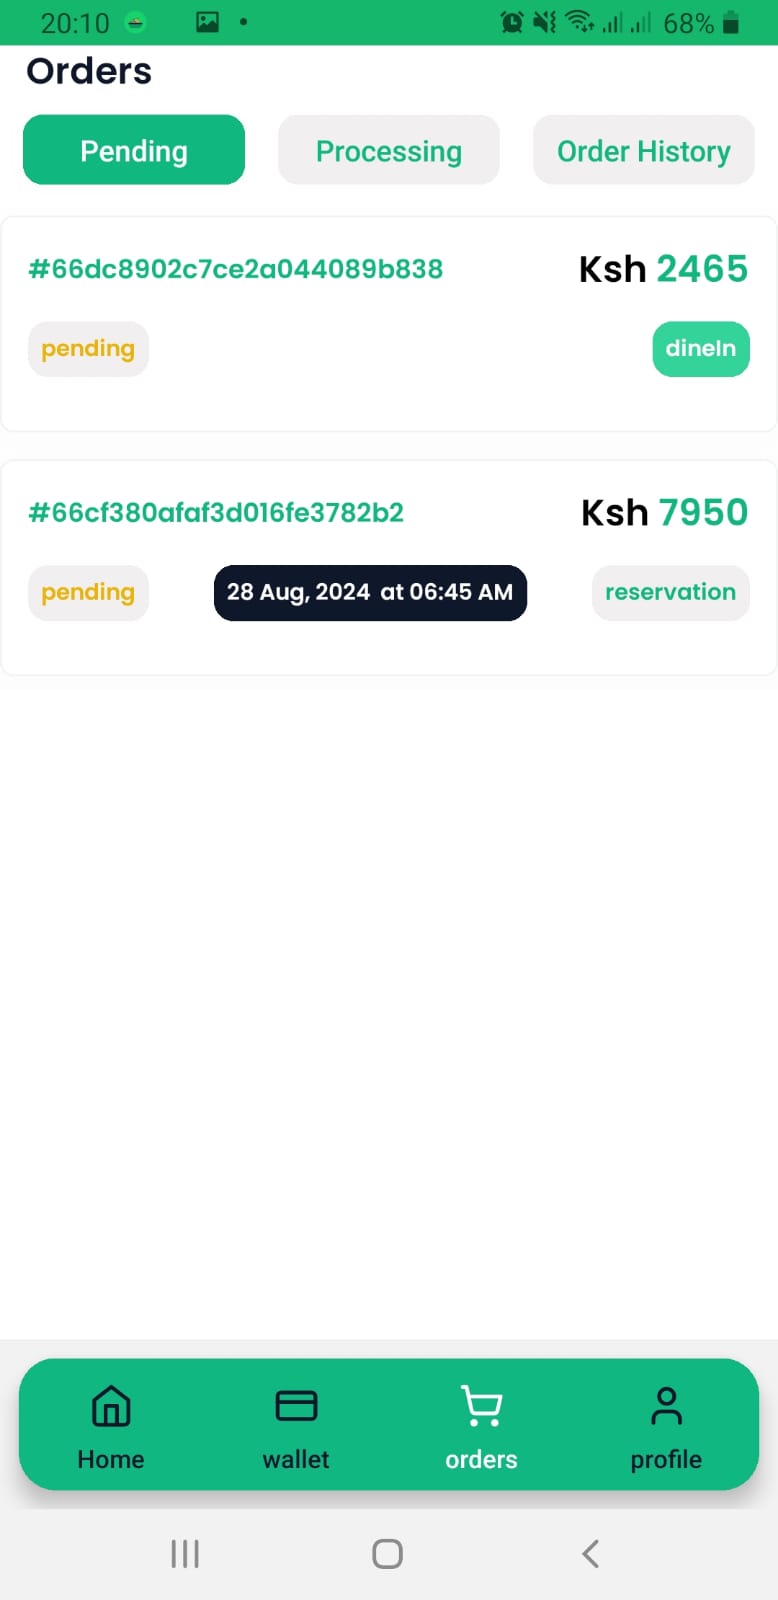 20:10 68%
Orders
Pending Processing Order History
#66dc8902c7ce2a044089b838 Ksh 2465
pending dineIn
#66cf380afaf3d016fe3782b2 Ksh 7950
pending 28 Aug, 2024 at 06:45 AM reservation
Home wallet orders profile